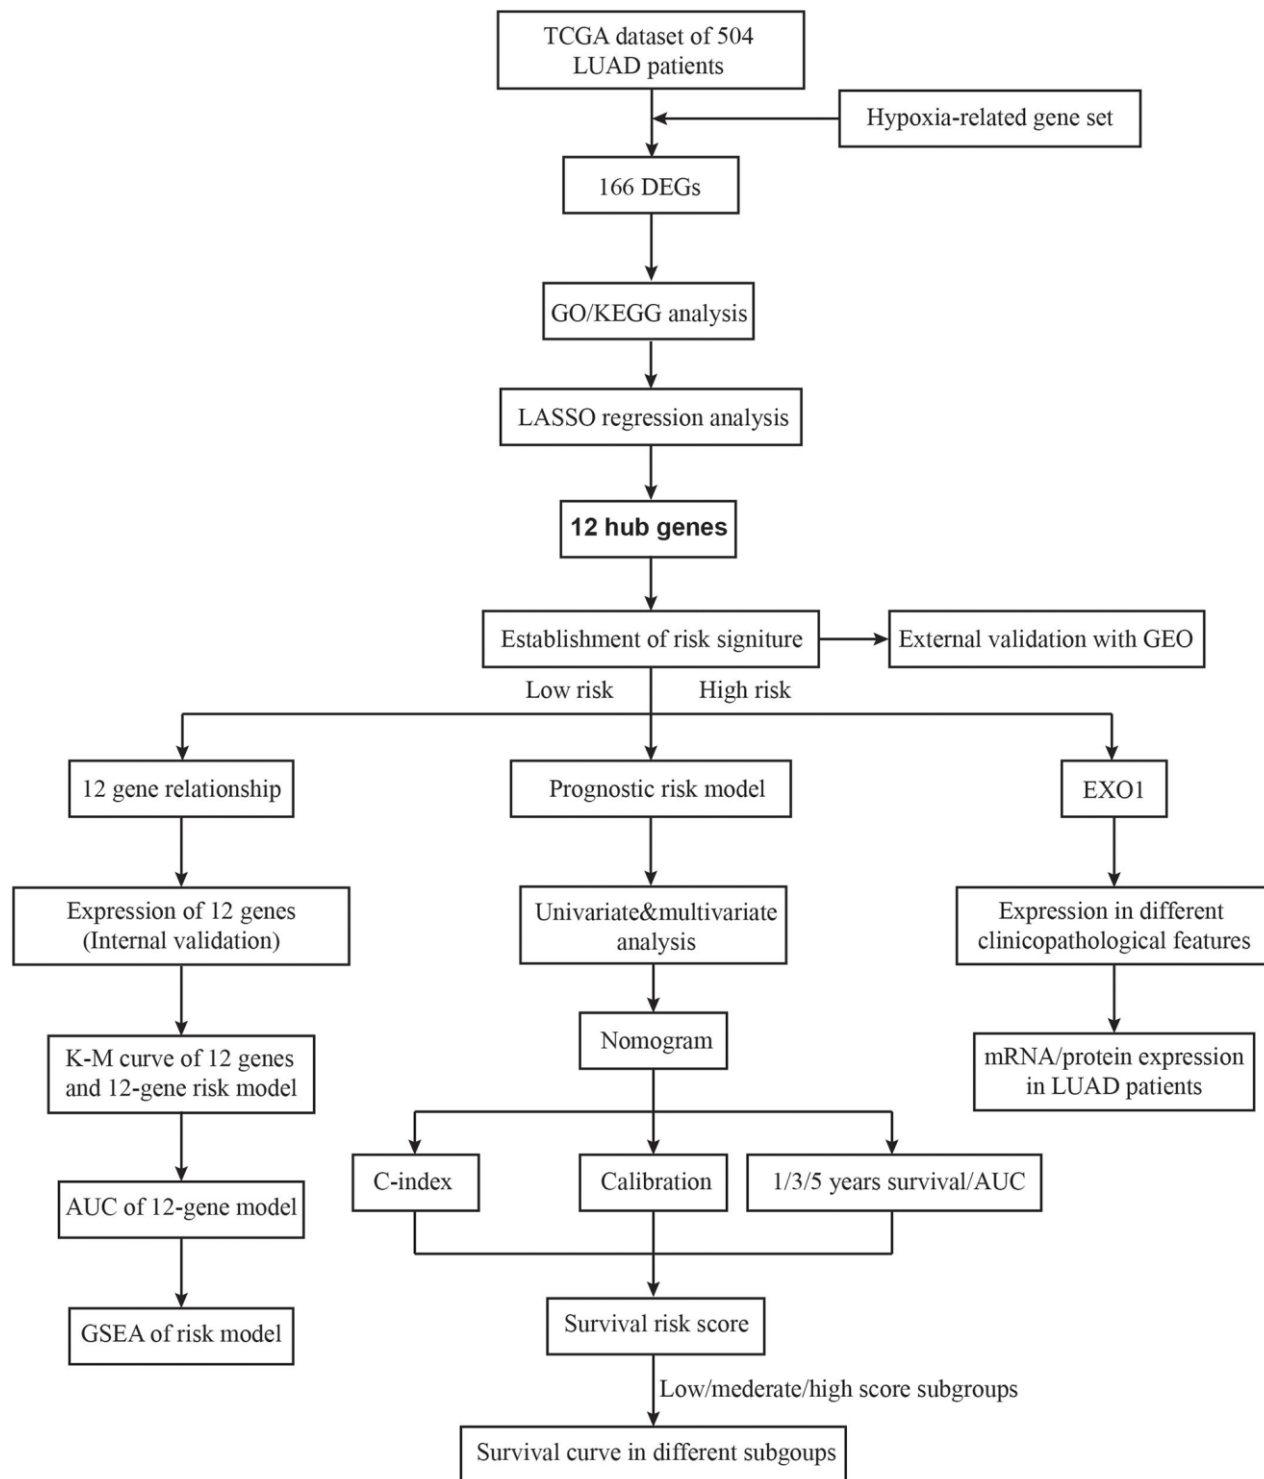 TCGA dataset of 504
LUAD patients
Hypoxia-related gene set
166 DEGs
GO/KEGG analysis
LASSO regression analysis
12 hub genes
Establishment of risk signiture
External validation with GEO
Low risk
High risk
12 gene relationship
Prognostic risk model
EXO1
Expression of 12 genes
(Internal validation)
Univariate&multivariate
analysis
Expression in different
clinicopathological features
K-M curve of 12 genes
and 12-gene risk model
Nomogram
mRNA/protein expression
in LUAD patients
C-index
Calibration
1/3/5 years survival/AUC
AUC of 12-gene model
GSEA of risk model
Survival risk score
Low/mederate/high score subgroups
Survival curve in different subgoups